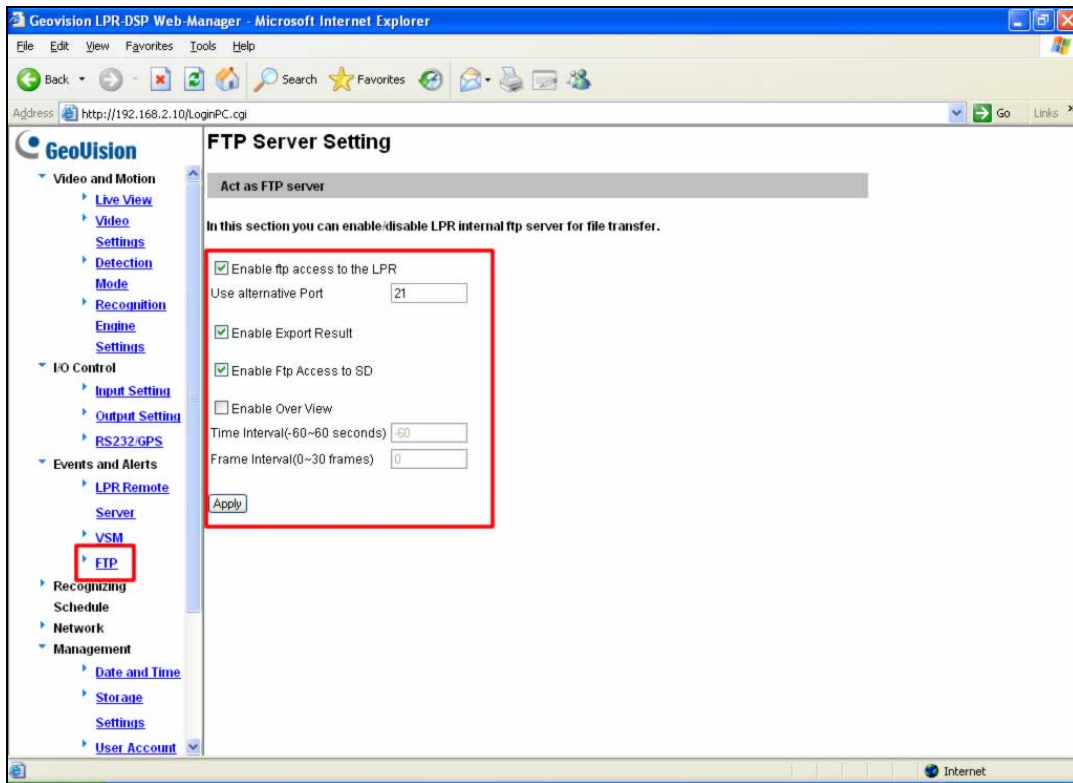 Geovision LPR-DSP Web-Manager - Microsoft Internet Explorer
File Edit View Favorites Tools Help
Back Search Favorites
Address http://192.168.2.10/LoginPC.cgi Go Links »
GeoVision
Video and Motion
Live View
Video
Settings
Detection
Mode
Recognition
Engine
Settings
I/O Control
Input Setting
Output Setting
RS232/GPS
Events and Alerts
LPR Remote
Server
VSM
FTP
Recognizing
Schedule
Network
Management
Date and Time
Storage
Settings
User Account
FTP Server Setting
Act as FTP server
In this section you can enable/disable LPR internal ftp server for file transfer.
Enable ftp access to the LPR
Use alternative Port 21
Enable Export Result
Enable Ftp Access to SD
Enable Over View
Time Interval(-60~60 seconds) -60
Frame Interval(0~30 frames) 0
Apply
Internet